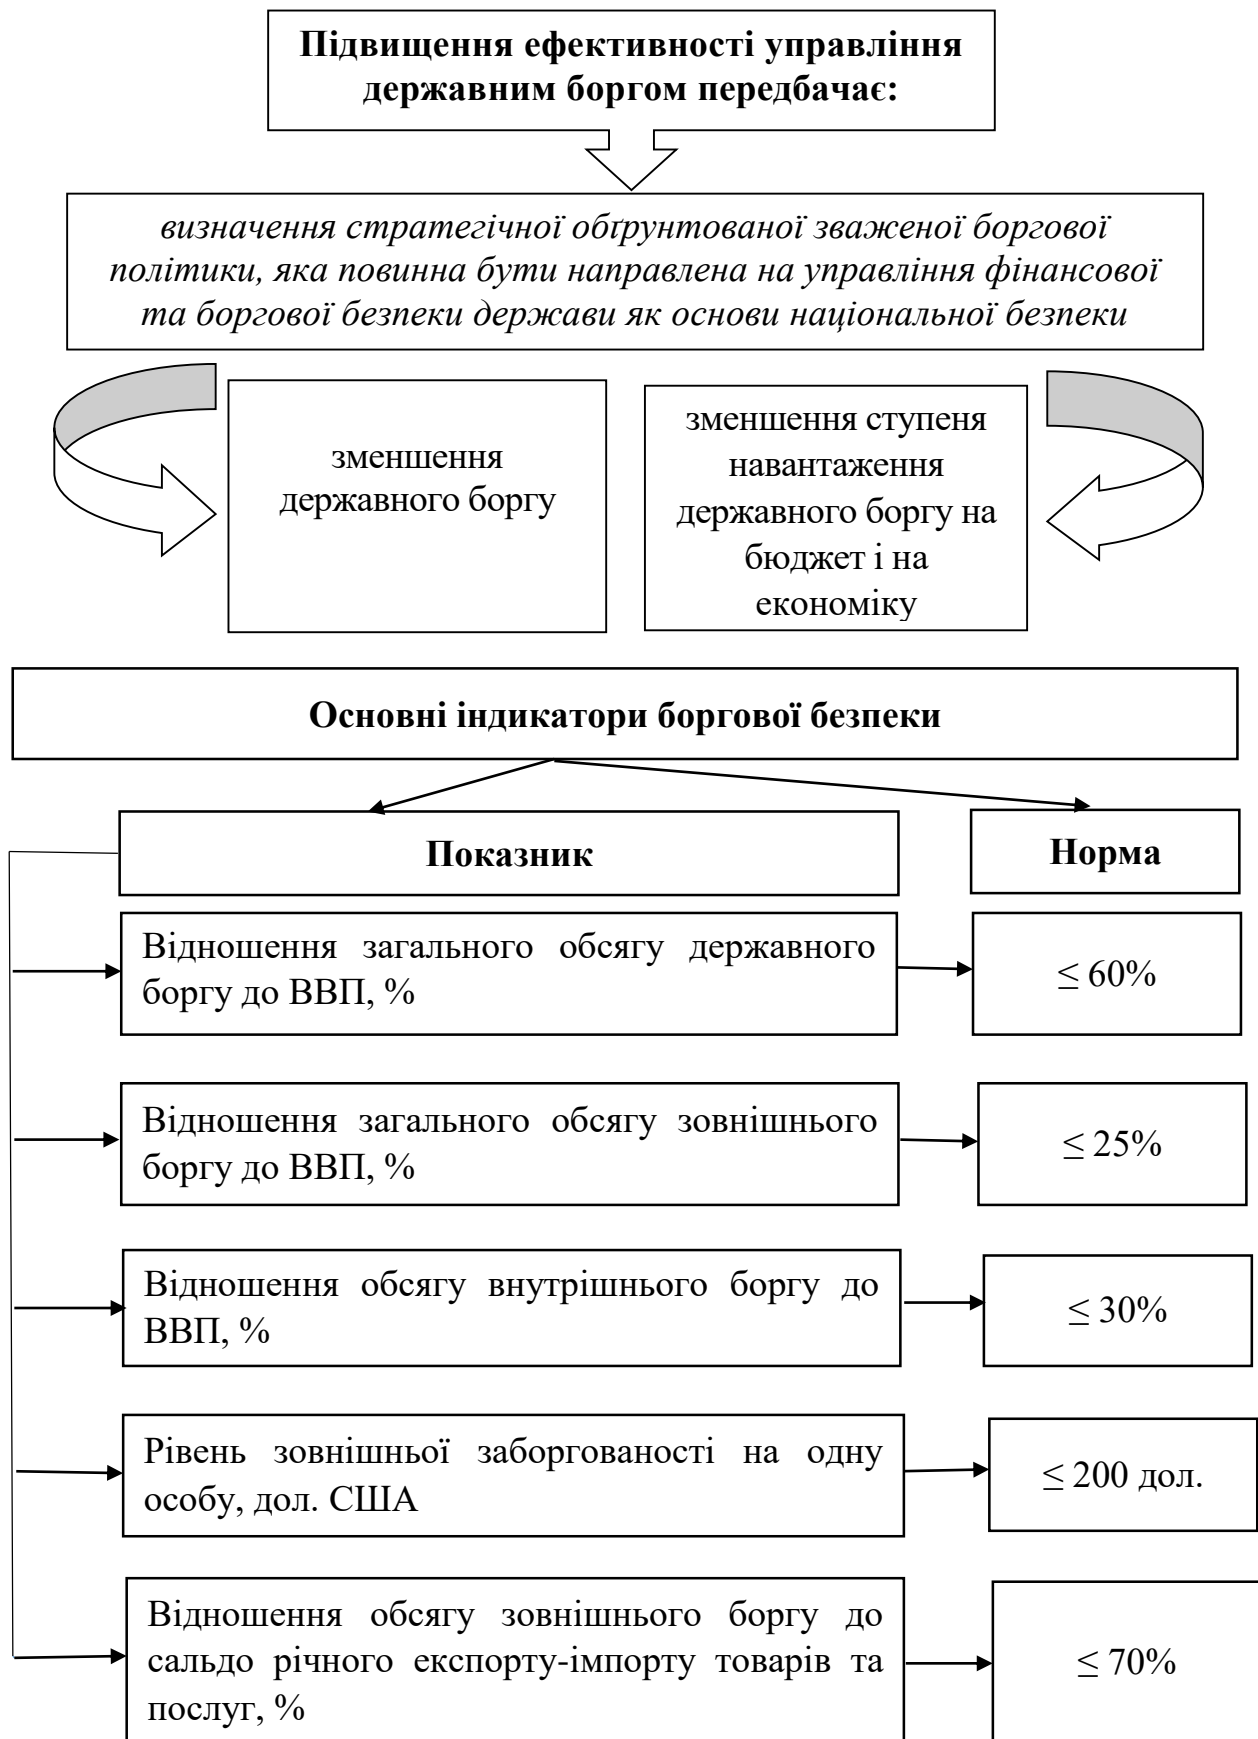 Підвищення ефективності управління
державним боргом передбачає:
визначення стратегічної обґрунтованої зваженої боргової
політики, яка повинна бути направлена на управління фінансової
та боргової безпеки держави як основи національної безпеки
зменшення
державного боргу
зменшення ступеня
навантаження
державного боргу на
бюджет і на
економіку
Основні індикатори боргової безпеки
Показник
Норма
Відношення загального обсягу державного
боргу до ВВП, %
≤ 60%
Відношення загального обсягу зовнішнього
боргу до ВВП, %
≤ 25%
Відношення обсягу внутрішнього боргу до
ВВП, %
≤ 30%
Рівень зовнішньої заборгованості на одну
особу, дол. США
≤ 200 дол.
Відношення обсягу зовнішнього боргу до
сальдо річного експорту-імпорту товарів та
послуг, %
≤ 70%